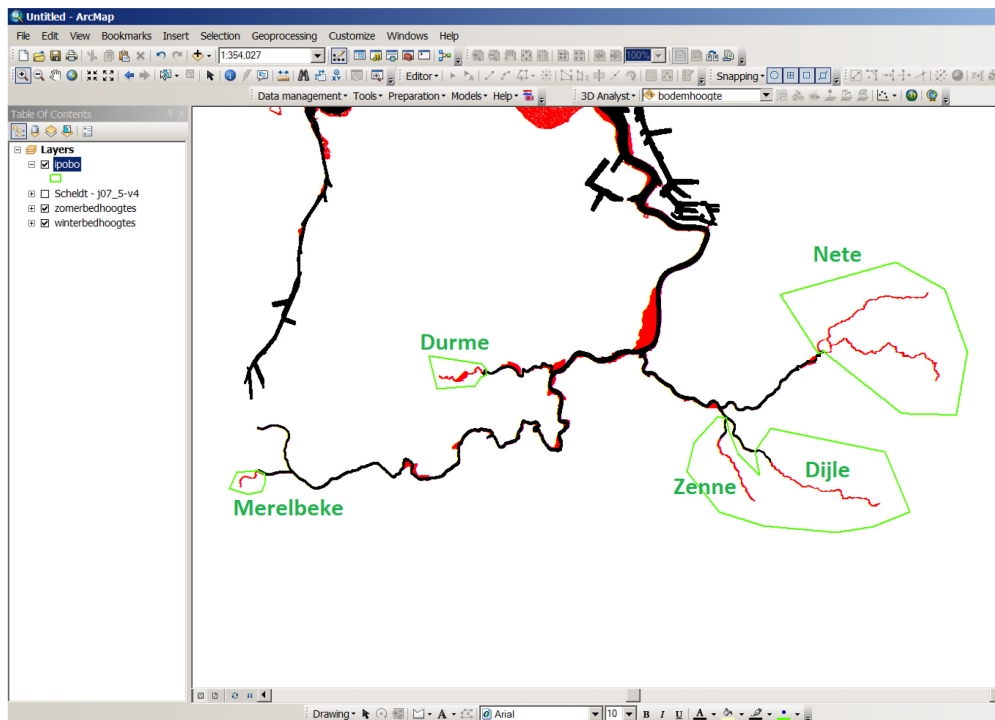 Untitled - ArcMap
File Edit View Bookmarks Insert Selection Geoprocessing Customize Windows Help
1:354,027 100%
Editor Snapping
Data management Tools Preparation Models Help 3D Analyst bodemhoogte
Table Of Contents
Layers
ipobo
Scheldt - j07_5-v4
zomerbedhoogtes
winterbedhoogtes
Nete
Durme
Zenne
Dijle
Merelbeke
Drawing A Arial 10 B I U A